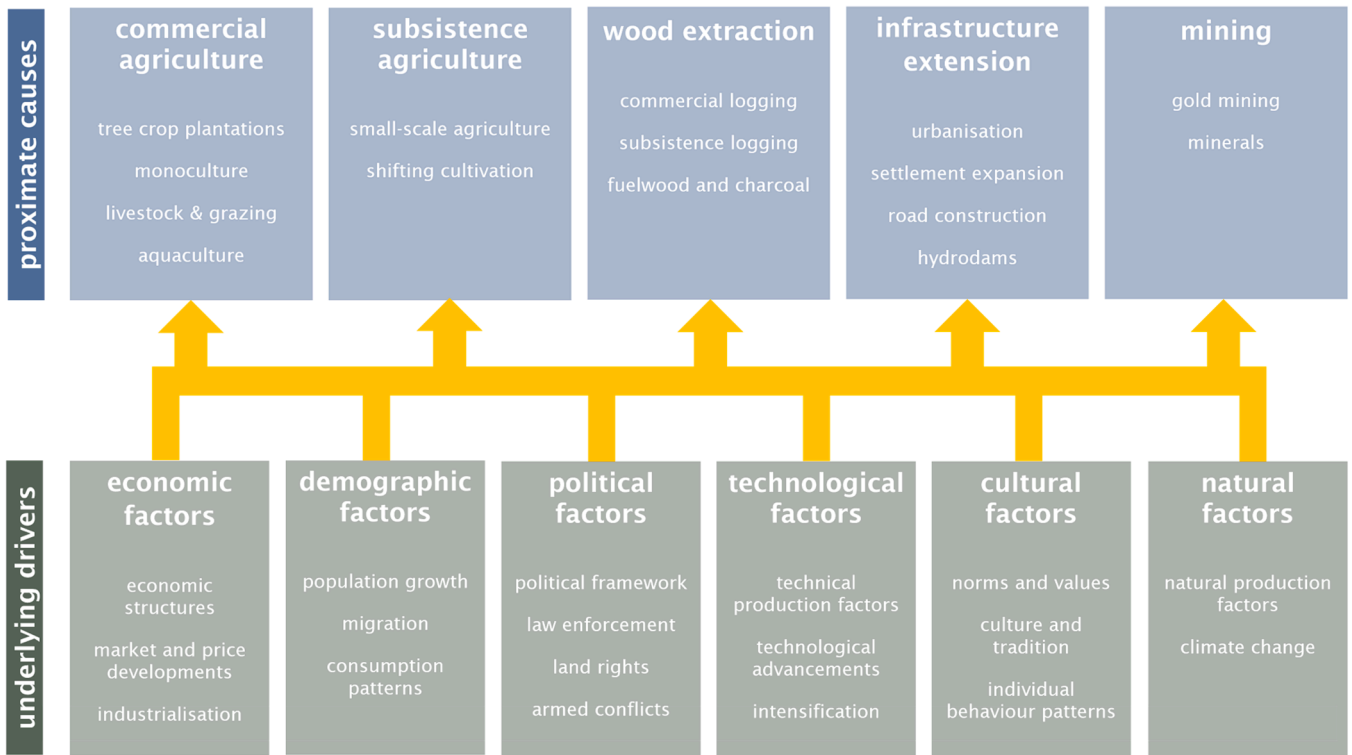 proximate causes
commercial
agriculture
tree crop plantations
monoculture
livestock & grazing
aquaculture
subsistence
agriculture
small-scale agriculture
shifting cultivation
wood extraction
commercial logging
subsistence logging
fuelwood and charcoal
infrastructure
extension
urbanisation
settlement expansion
road construction
hydrodams
mining
gold mining
minerals
underlying drivers
economic
factors
economic
structures
market and price
developments
industrialisation
demographic
factors
population growth
migration
consumption
patterns
political
factors
political framework
law enforcement
land rights
armed conflicts
technological
factors
technical
production factors
technological
advancements
intensification
cultural
factors
norms and values
culture and
tradition
individual
behaviour patterns
natural
factors
natural production
factors
climate change